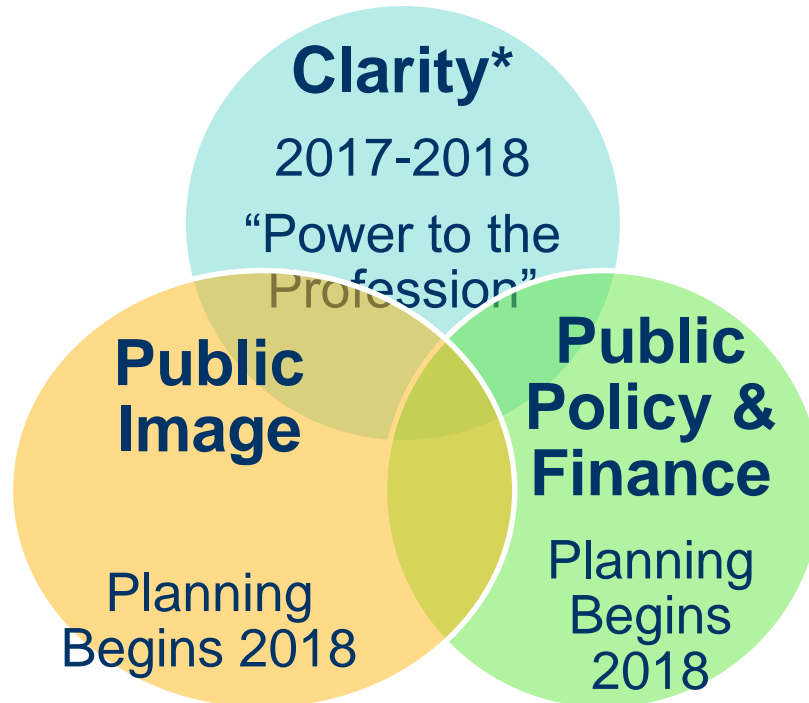 Clarity*
2017-2018
“Power to the
Profession”
Public
Image
Planning
Begins 2018
Public
Policy &
Finance
Planning
Begins
2018